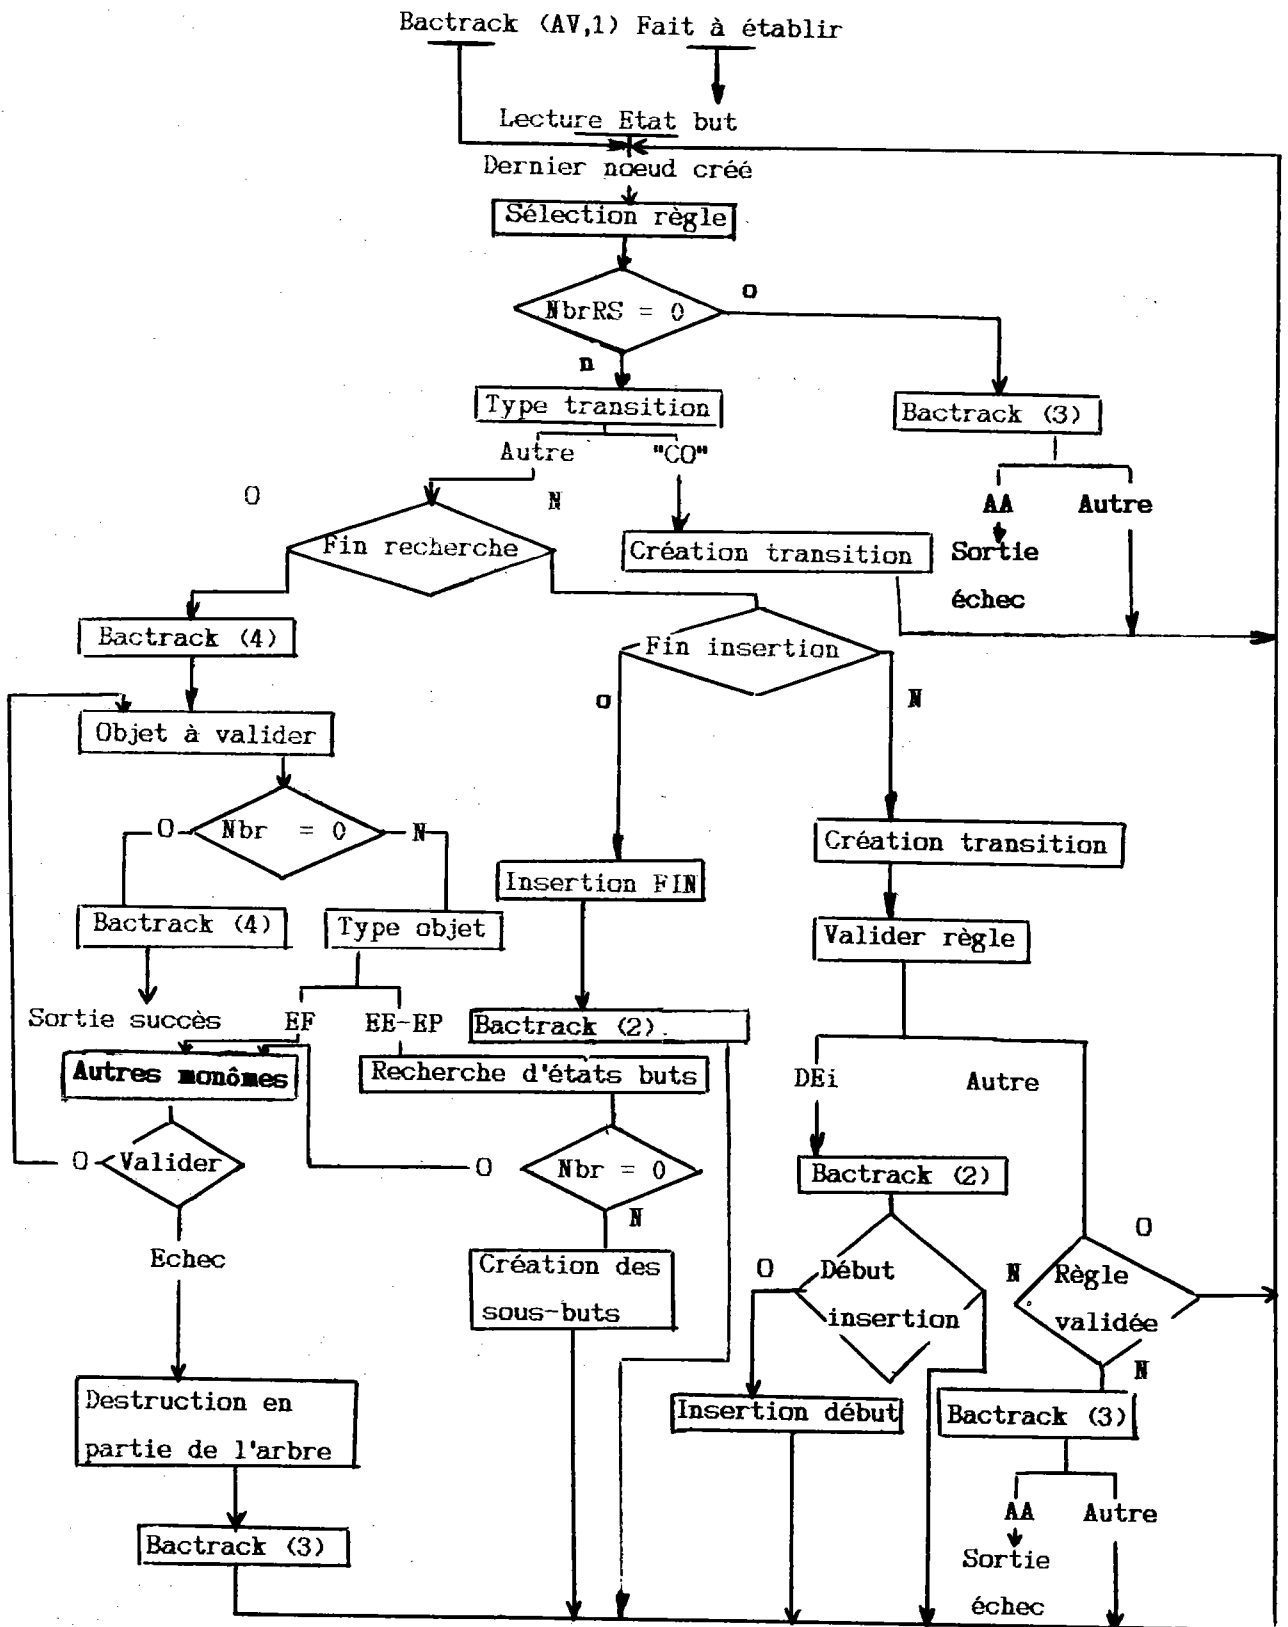 Bactrack (AV,1) Fait à établir
Lecture Etat but
Dernier noeud créé
Sélection règle
NbrRS = 0
o
n
Type transition
Bactrack (3)
Autre
"CO"
O
N
AA
Autre
Fin recherche
Création transition
Sortie
échec
Bactrack (4)
Fin insertion
o
N
Objet à valider
O
Nbr = 0
N
Création transition
Insertion FIN
Bactrack (4)
Type objet
Valider règle
Sortie succès
EF
EE-EP
Bactrack (2)
Autres monômes
Recherche d'états buts
DEi
Autre
O
Valider
O
Nbr = 0
Bactrack (2)
N
O
Echec
Création des
sous-buts
O
Début
insertion
N
Règle
validée
N
Destruction en
partie de l'arbre
Insertion début
Bactrack (3)
AA
Autre
Bactrack (3)
Sortie
échec